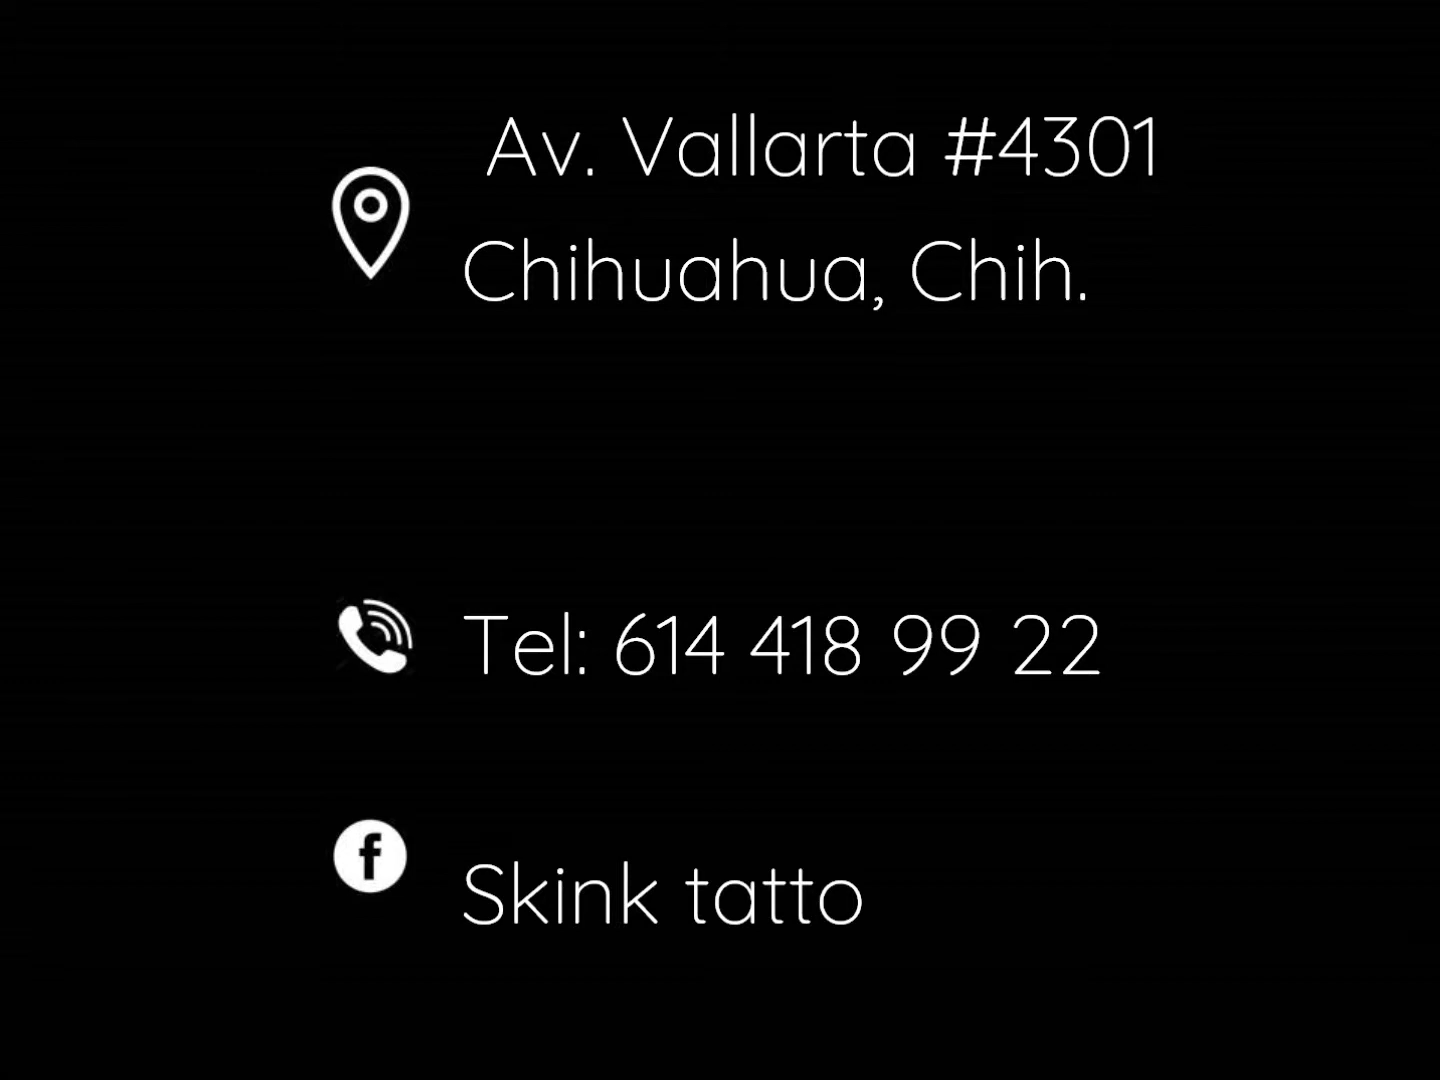 Av. Vallarta #4301
Chihuahua, Chih.
Tel: 614 418 99 22
Skink tatto